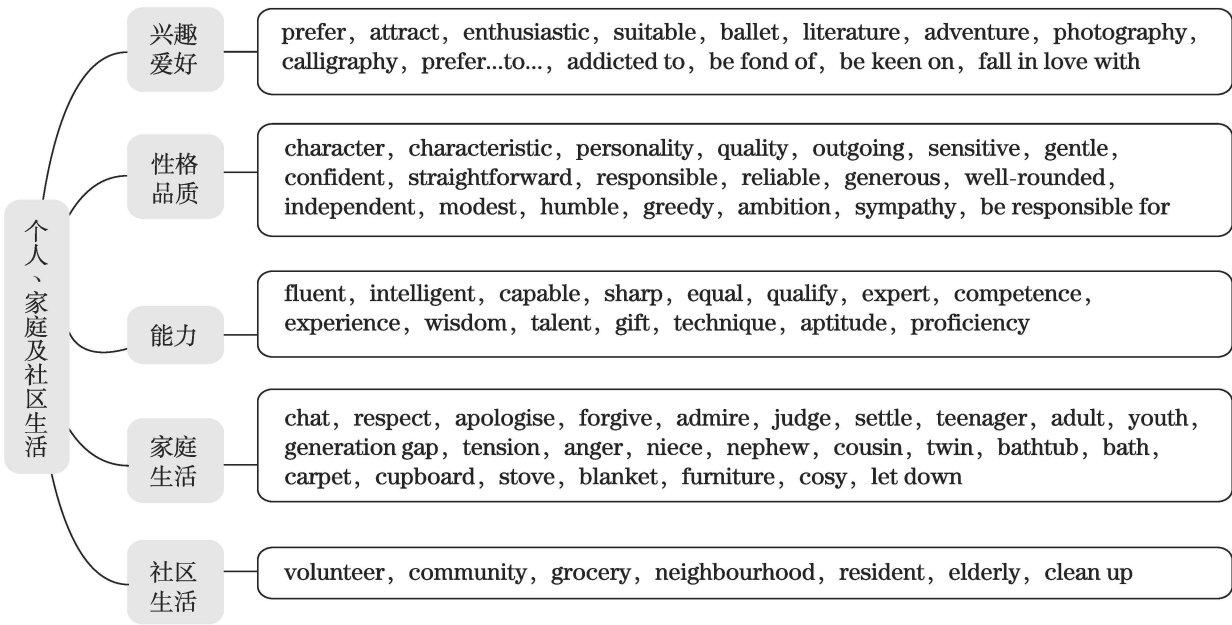 个人、家庭及社区生活
兴趣
爱好
prefer, attract, enthusiastic, suitable, ballet, literature, adventure, photography,
calligraphy, prefer...to..., addicted to, be fond of, be keen on, fall in love with
性格
品质
character, characteristic, personality, quality, outgoing, sensitive, gentle,
confident, straightforward, responsible, reliable, generous, well-rounded,
independent, modest, humble, greedy, ambition, sympathy, be responsible for
能力
fluent, intelligent, capable, sharp, equal, qualify, expert, competence,
experience, wisdom, talent, gift, technique, aptitude, proficiency
家庭
生活
chat, respect, apologise, forgive, admire, judge, settle, teenager, adult, youth,
generation gap, tension, anger, niece, nephew, cousin, twin, bathtub, bath,
carpet, cupboard, stove, blanket, furniture, cosy, let down
社区
生活
volunteer, community, grocery, neighbourhood, resident, elderly, clean up